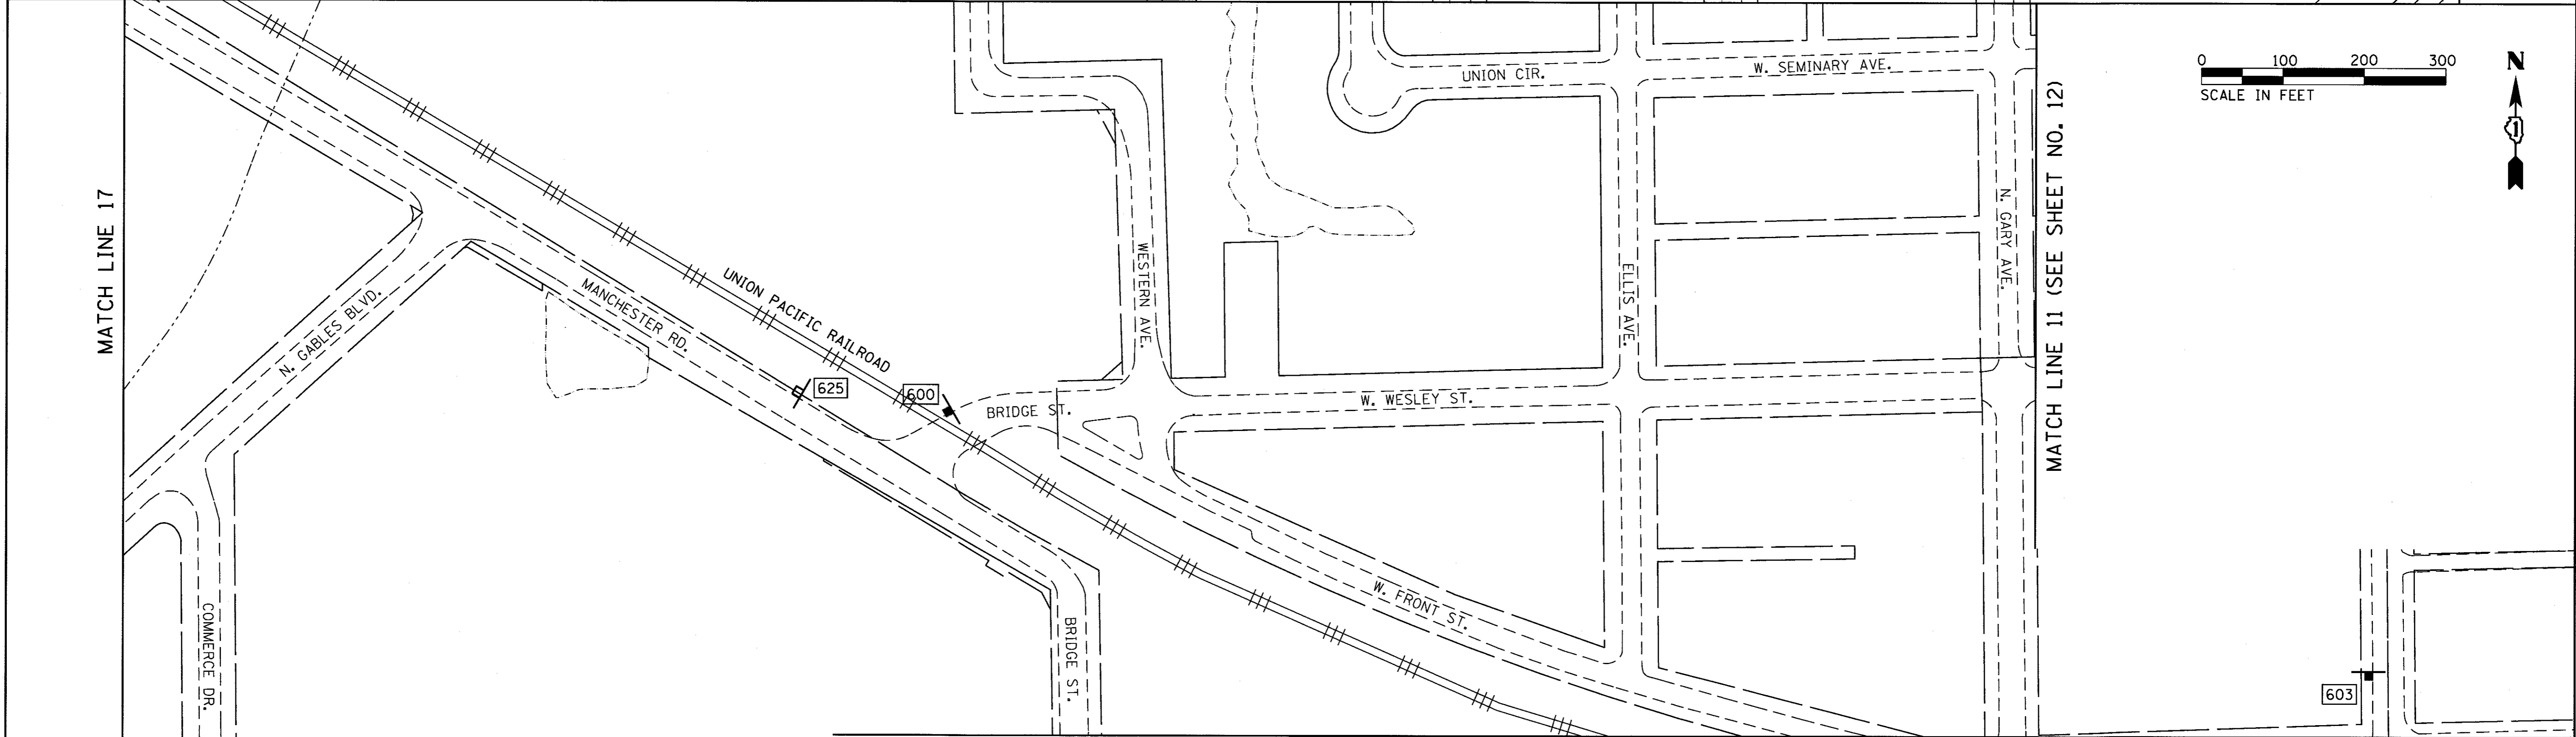 MATCH LINE 17
N. GABLES BLVD.
COMMERCE DR.
MANCHESTER RD.
UNION PACIFIC RAILROAD
625
600
BRIDGE ST.
BRIDGE ST.
WESTERN AVE.
UNION CIR.
W. SEMINARY AVE.
ELLIS AVE.
N. GARY AVE.
W. WESLEY ST.
W. FRONT ST.
MATCH LINE 11 (SEE SHEET NO. 12)
0 100 200 300
SCALE IN FEET
N
1
603